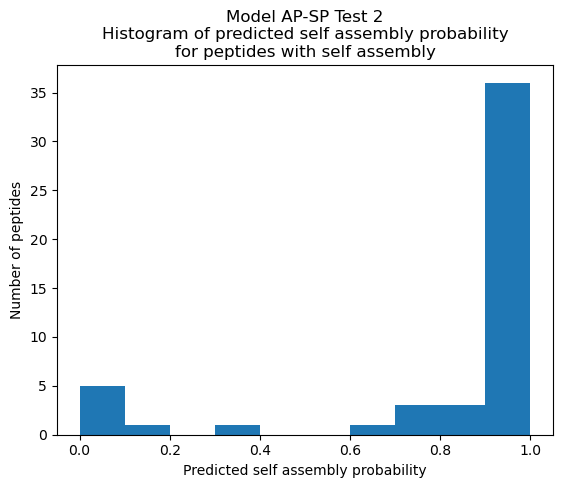 Model AP-SP Test 2
Histogram of predicted self assembly probability
for peptides with self assembly
Number of peptides
35
30
25
20
15
10
5
0
0.0 0.2 0.4 0.6 0.8 1.0
Predicted self assembly probability